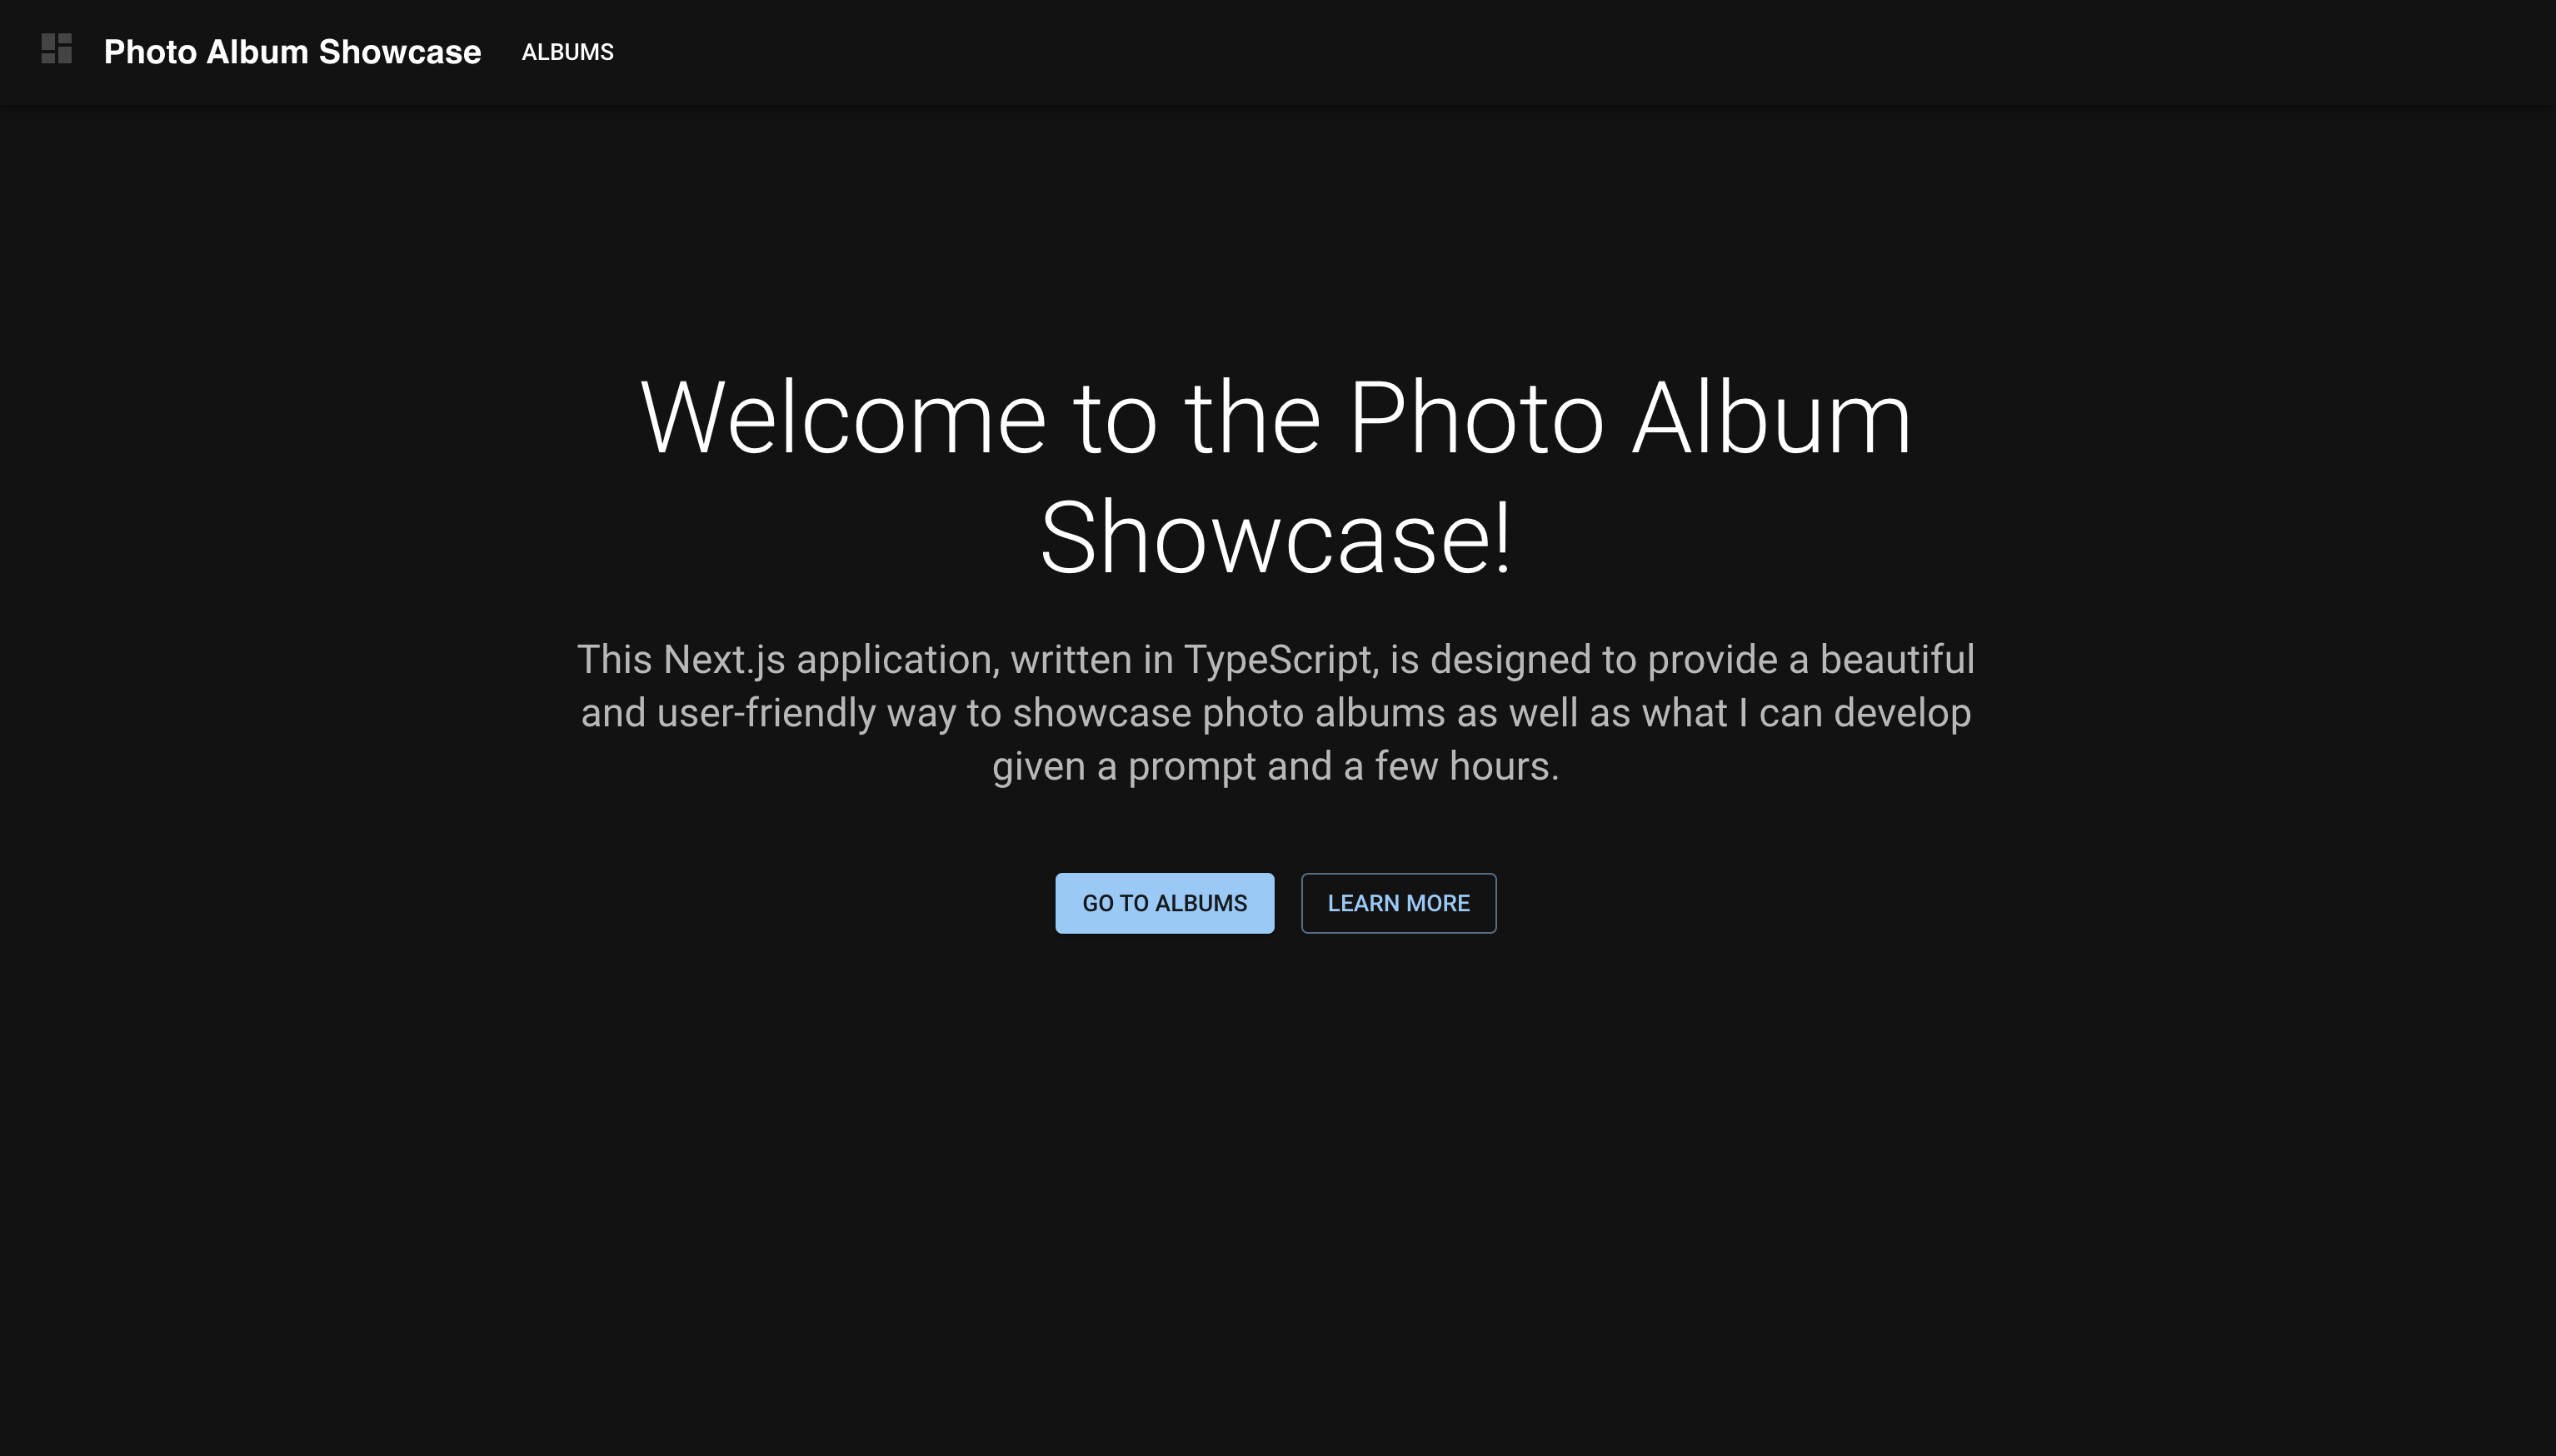 Photo Album Showcase
ALBUMS
Welcome to the Photo Album
Showcase!
This Next.js application, written in TypeScript, is designed to provide a beautiful
and user-friendly way to showcase photo albums as well as what I can develop
given a prompt and a few hours.
GO TO ALBUMS
LEARN MORE